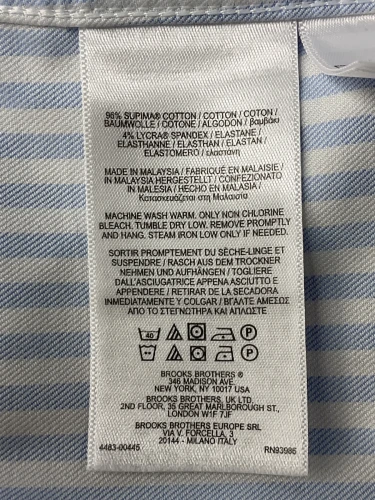 96% SUPIMA® COTTON / COTTON / COTON /
BAUMWOLLE / COTONE / ALGODON / βαμβάκι
4% LYCRA® SPANDEX / ELASTANE /
ELASTHANNE / ELASTHAN / ELASTAN /
ELASTOMERO / ελαστάνη
MADE IN MALAYSIA / FABRIQUÉ EN MALAISIE /
IN MALAYSIA HERGESTELLT / CONFEZIONATO
IN MALESIA / HECHO EN MALASIA /
Κατασκευάζεται στη Μαλαισία
MACHINE WASH WARM. ONLY NON CHLORINE
BLEACH. TUMBLE DRY LOW. REMOVE PROMPTLY
AND HANG. STEAM IRON LOW ONLY IF NEEDED.
SORTIR PROMPTEMENT DU SÈCHE-LINGE ET
SUSPENDRE / RASCH AUS DEM TROCKNER
NEHMEN UND AUFHÄNGEN / TOGLIERE
DALL'ASCIUGATRICE APPENA ASCIUTTO E
APPENDERE / RETIRAR DE LA SECADORA
INMEDIATAMENTE Y COLGAR / ΒΓΑΛΤΕ ΑΜΕΣΩΣ
ΑΠΟ ΤΟ ΣΤΕΓΝΩΤΗΡΙΟ ΚΑΙ ΑΠΛΩΣΤΕ
40 P
40 P
BROOKS BROTHERS ®
346 MADISON AVE.
NEW YORK, NY 10017 USA
BROOKS BROTHERS, UK LTD.
2ND FLOOR, 35 GREAT MARLBOROUGH ST.
LONDON W1F 7JF
BROOKS BROTHERS EUROPE SRL
VIA V. FORCELLA, 3
20144 - MILANO ITALY
4483-00445 RN93986